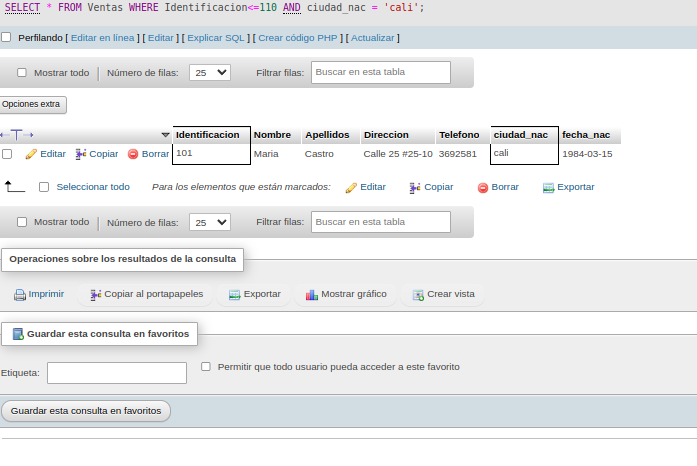 SELECT * FROM Ventas WHERE Identificacion<=110 AND ciudad_nac = 'cali';
Perfilando [ Editar en línea ] [ Editar ] [ Explicar SQL ] [ Crear código PHP ] [ Actualizar ]
Mostrar todo Número de filas: 25 Filtrar filas: Buscar en esta tabla
Opciones extra
Identificacion Nombre Apellidos Direccion Telefono ciudad_nac fecha_nac
Editar Copiar Borrar 101 Maria Castro Calle 25 #25-10 3692581 cali 1984-03-15
Seleccionar todo Para los elementos que están marcados: Editar Copiar Borrar Exportar
Mostrar todo Número de filas: 25 Filtrar filas: Buscar en esta tabla
Operaciones sobre los resultados de la consulta
Imprimir Copiar al portapapeles Exportar Mostrar gráfico Crear vista
Guardar esta consulta en favoritos
Etiqueta: Permitir que todo usuario pueda acceder a este favorito
Guardar esta consulta en favoritos